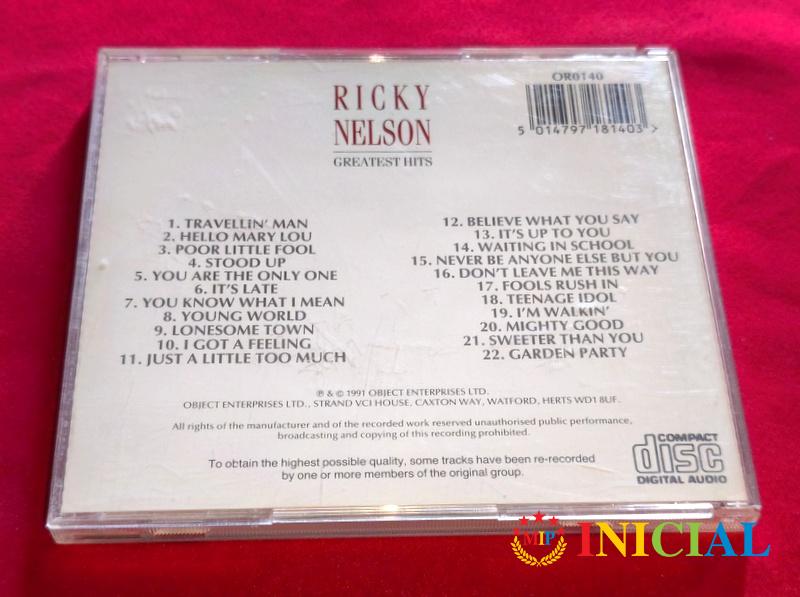 OR0140
5 014797 181403 >
RICKY
NELSON
GREATEST HITS
1. TRAVELLIN' MAN
2. HELLO MARY LOU
3. POOR LITTLE FOOL
4. STOOD UP
5. YOU ARE THE ONLY ONE
6. IT'S LATE
7. YOU KNOW WHAT I MEAN
8. YOUNG WORLD
9. LONESOME TOWN
10. I GOT A FEELING
11. JUST A LITTLE TOO MUCH
12. BELIEVE WHAT YOU SAY
13. IT'S UP TO YOU
14. WAITING IN SCHOOL
15. NEVER BE ANYONE ELSE BUT YOU
16. DON'T LEAVE ME THIS WAY
17. FOOLS RUSH IN
18. TEENAGE IDOL
19. I'M WALKIN'
20. MIGHTY GOOD
21. SWEETER THAN YOU
22. GARDEN PARTY
℗ & © 1991 OBJECT ENTERPRISES LTD.
OBJECT ENTERPRISES LTD., STRAND VCI HOUSE, CAXTON WAY, WATFORD, HERTS WD1 8UF.
All rights of the manufacturer and of the recorded work reserved unauthorised public performance,
broadcasting and copying of this recording prohibited.
To obtain the highest possible quality, some tracks have been re-recorded
by one or more members of the original group.
COMPACT
disc
DIGITAL AUDIO
MIP
INICIAL